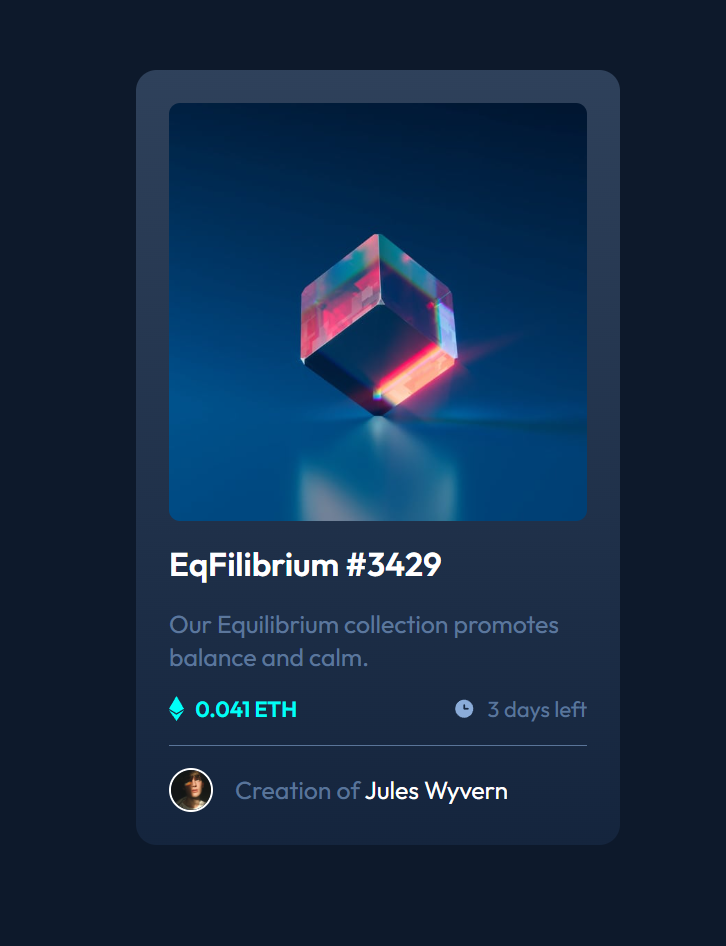 EqFilibrium #3429
Our Equilibrium collection promotes
balance and calm.
0.041 ETH
3 days left
Creation of Jules Wyvern